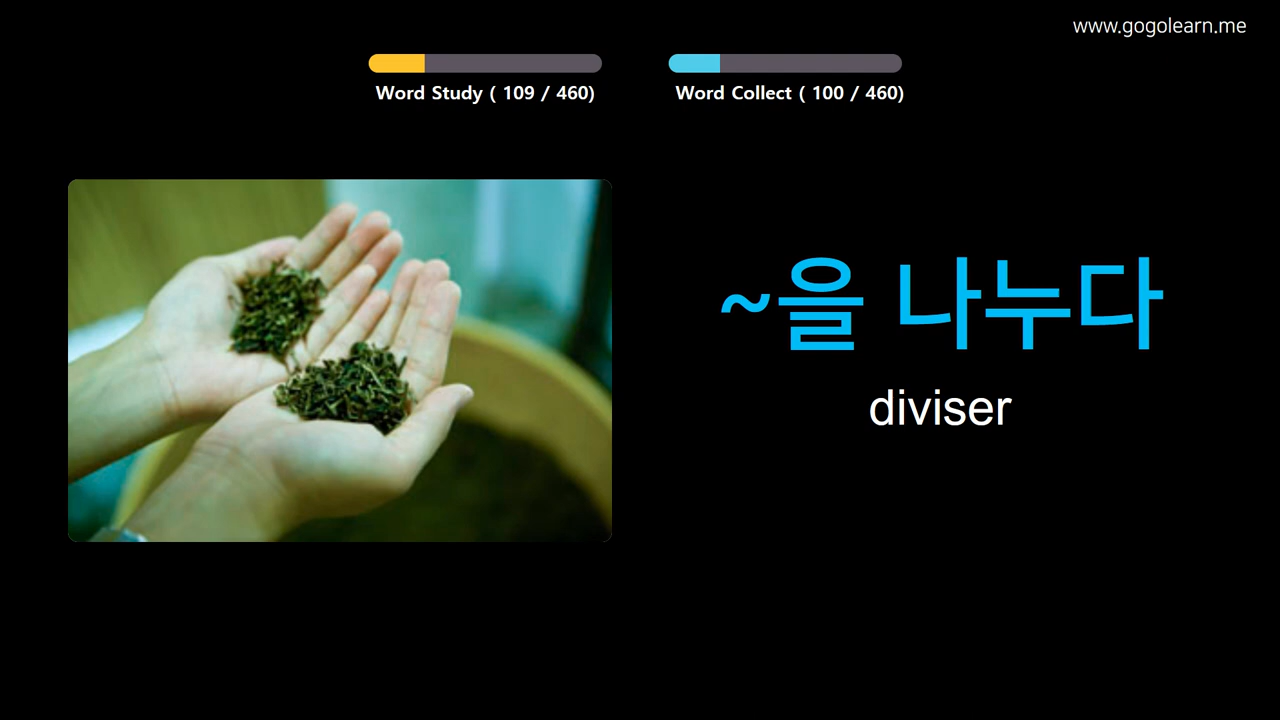 www.gogolearn.me
Word Study ( 109 / 460)
Word Collect ( 100 / 460)
~을 나누다
diviser